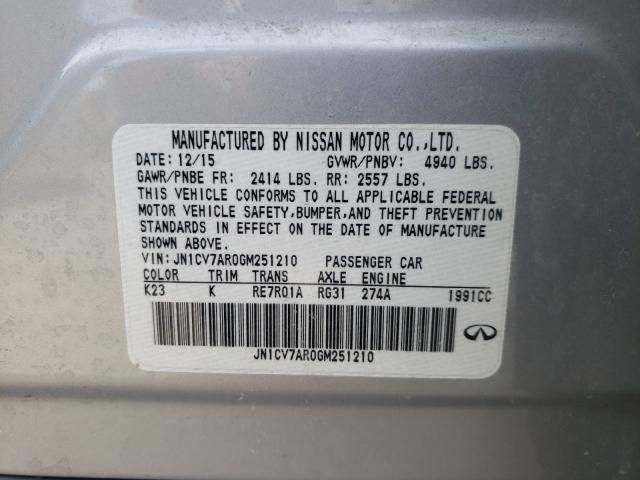 MANUFACTURED BY NISSAN MOTOR CO.,LTD.
DATE: 12/15 GVWR/PNBV: 4940 LBS.
GAWR/PNBE FR: 2414 LBS. RR: 2557 LBS.
THIS VEHICLE CONFORMS TO ALL APPLICABLE FEDERAL
MOTOR VEHICLE SAFETY, BUMPER, AND THEFT PREVENTION
STANDARDS IN EFFECT ON THE DATE OF MANUFACTURE
SHOWN ABOVE.
VIN: JN1CV7AR0GM251210 PASSENGER CAR
COLOR TRIM TRANS AXLE ENGINE
K23 K RE7R01A RG31 274A 1991CC
JN1CV7AR0GM251210